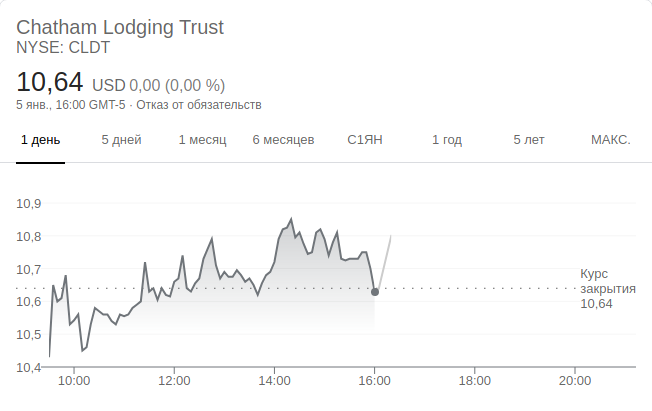 Chatham Lodging Trust
NYSE: CLDT
10,64 USD 0,00 (0,00 %)
5 янв., 16:00 GMT-5 · Отказ от обязательств
1 день 5 дней 1 месяц 6 месяцев С1ЯН 1 год 5 лет МАКС.
10,9
10,8
10,7
10,6
10,5
10,4
Курс
закрытия
10,64
10:00 12:00 14:00 16:00 18:00 20:00